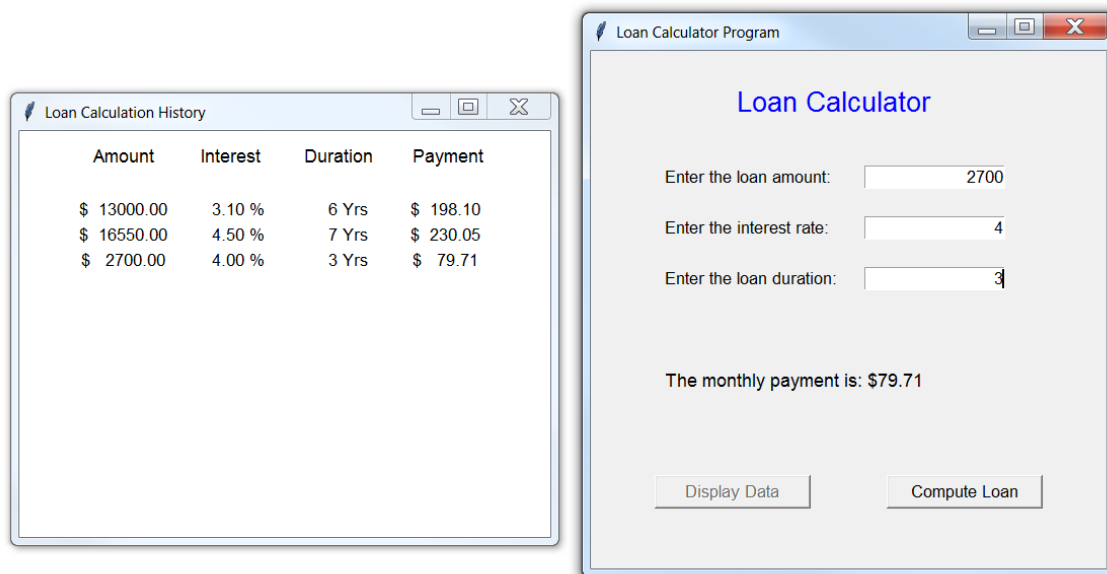 Loan Calculation History
Amount Interest Duration Payment
$ 13000.00 3.10 % 6 Yrs $ 198.10
$ 16550.00 4.50 % 7 Yrs $ 230.05
$ 2700.00 4.00 % 3 Yrs $ 79.71
Loan Calculator Program
Loan Calculator
Enter the loan amount: 2700
Enter the interest rate: 4
Enter the loan duration: 3
The monthly payment is: $79.71
Display Data Compute Loan